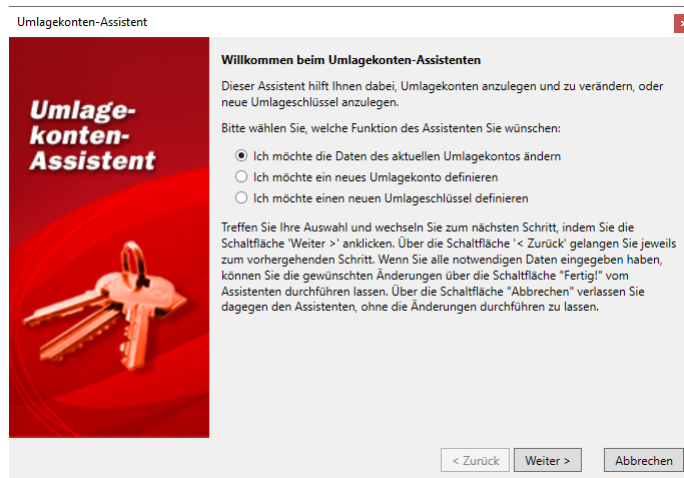 Umlagekonten-Assistent
Umlage-
konten-
Assistent
Willkommen beim Umlagekonten-Assistenten
Dieser Assistent hilft Ihnen dabei, Umlagekonten anzulegen und zu verändern, oder
neue Umlageschlüssel anzulegen.
Bitte wählen Sie, welche Funktion des Assistenten Sie wünschen:
Ich möchte die Daten des aktuellen Umlagekontos ändern
Ich möchte ein neues Umlagekonto definieren
Ich möchte einen neuen Umlageschlüssel definieren
Treffen Sie Ihre Auswahl und wechseln Sie zum nächsten Schritt, indem Sie die
Schaltfläche 'Weiter >' anklicken. Über die Schaltfläche '< Zurück' gelangen Sie jeweils
zum vorhergehenden Schritt. Wenn Sie alle notwendigen Daten eingegeben haben,
können Sie die gewünschten Änderungen über die Schaltfläche "Fertig!" vom
Assistenten durchführen lassen. Über die Schaltfläche "Abbrechen" verlassen Sie
dagegen den Assistenten, ohne die Änderungen durchführen zu lassen.
< Zurück
Weiter >
Abbrechen